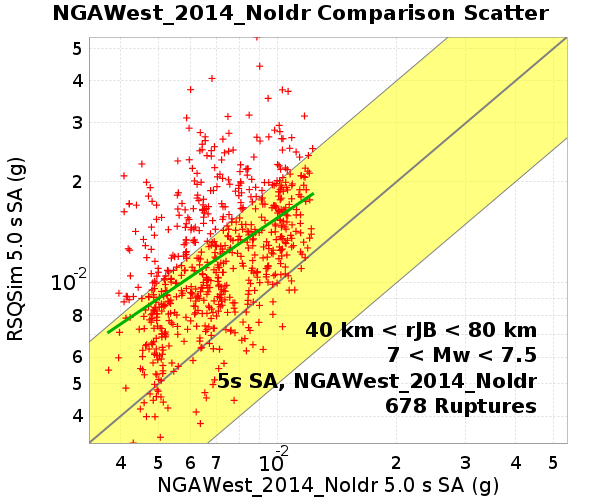 NGAWest_2014_NoIdr Comparison Scatter
RSQSim 5.0 s SA (g)
5
4
3
2
10-2
8
6
5
4
40 km < rJB < 80 km
7 < Mw < 7.5
5s SA, NGAWest_2014_NoIdr
678 Ruptures
4 5 6 7 10-2 2 3 4 5
NGAWest_2014_NoIdr 5.0 s SA (g)